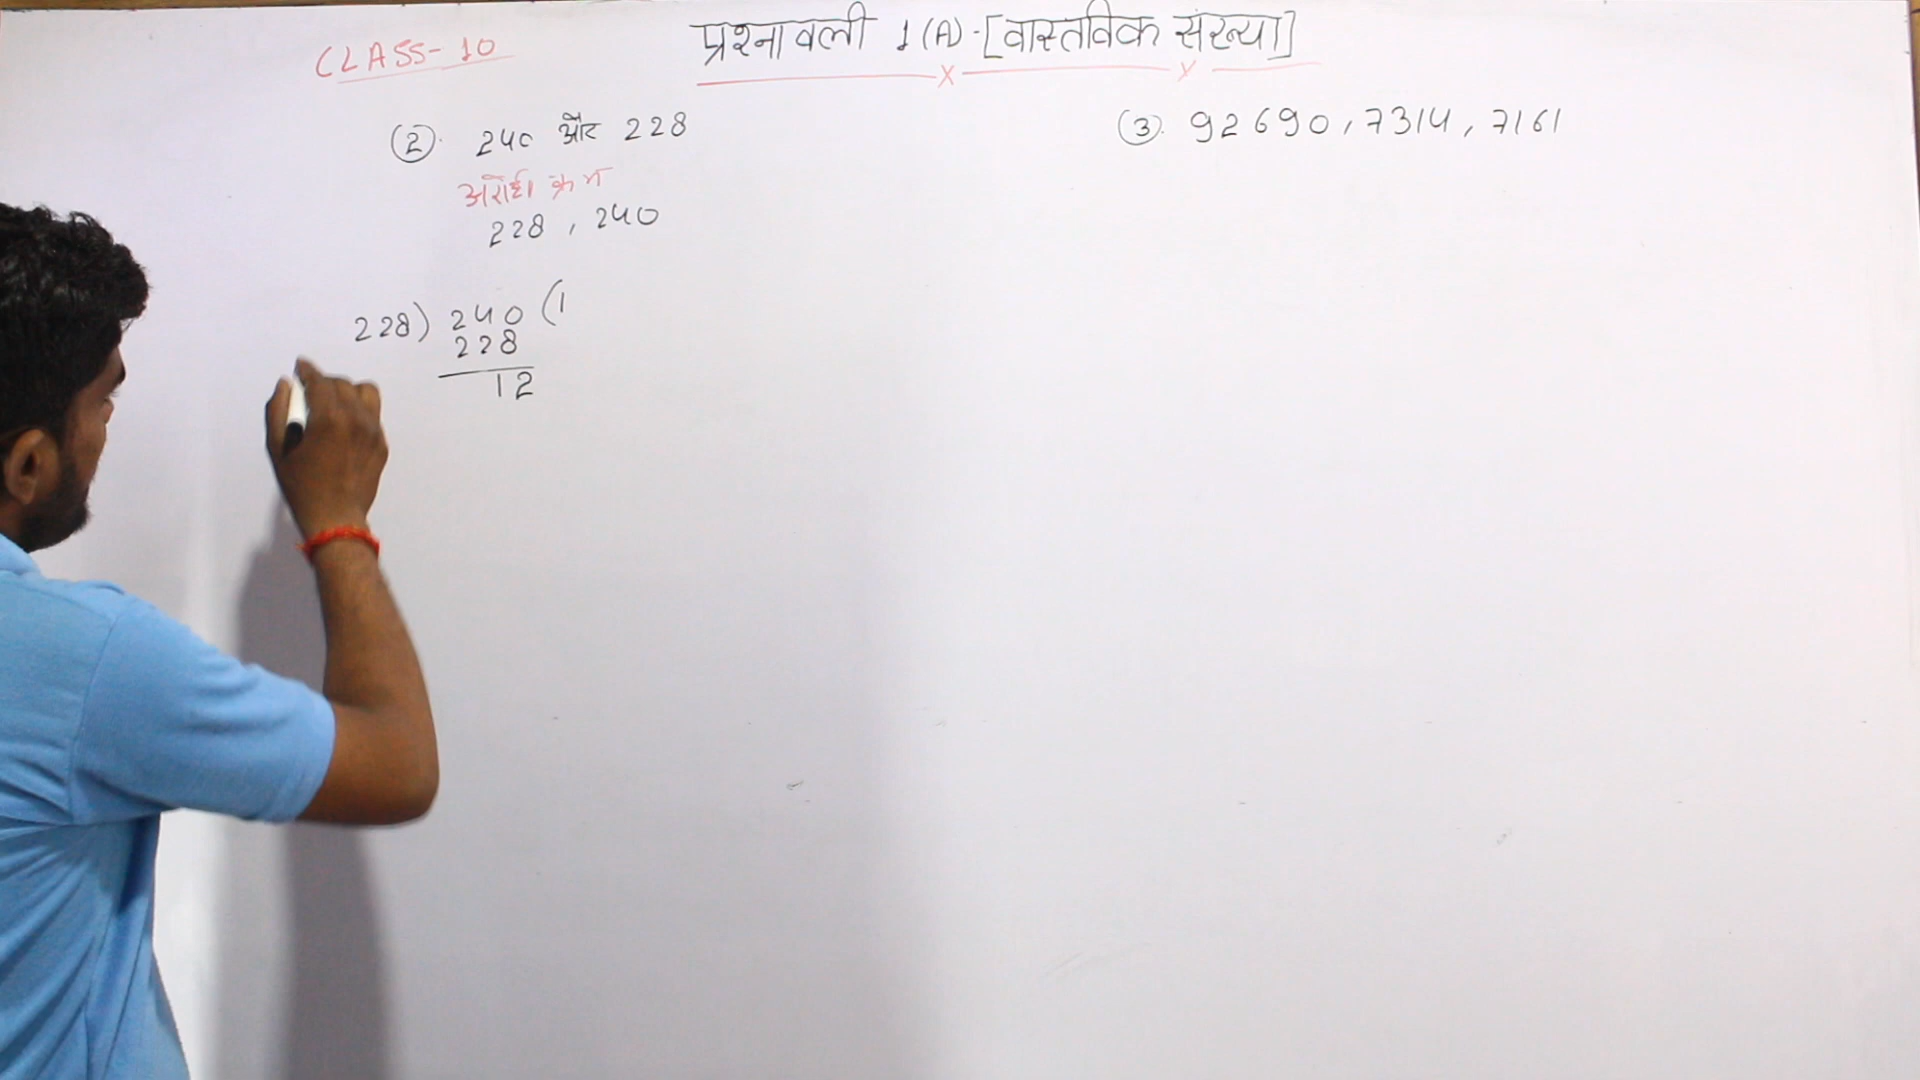 CLASS-10
प्रश्नावली 1(A)-[वास्तविक संख्या]
② 240 और 228
अरोही क्रम
228, 240
228) 240 (1
228
12
③ 92690, 7314, 7161